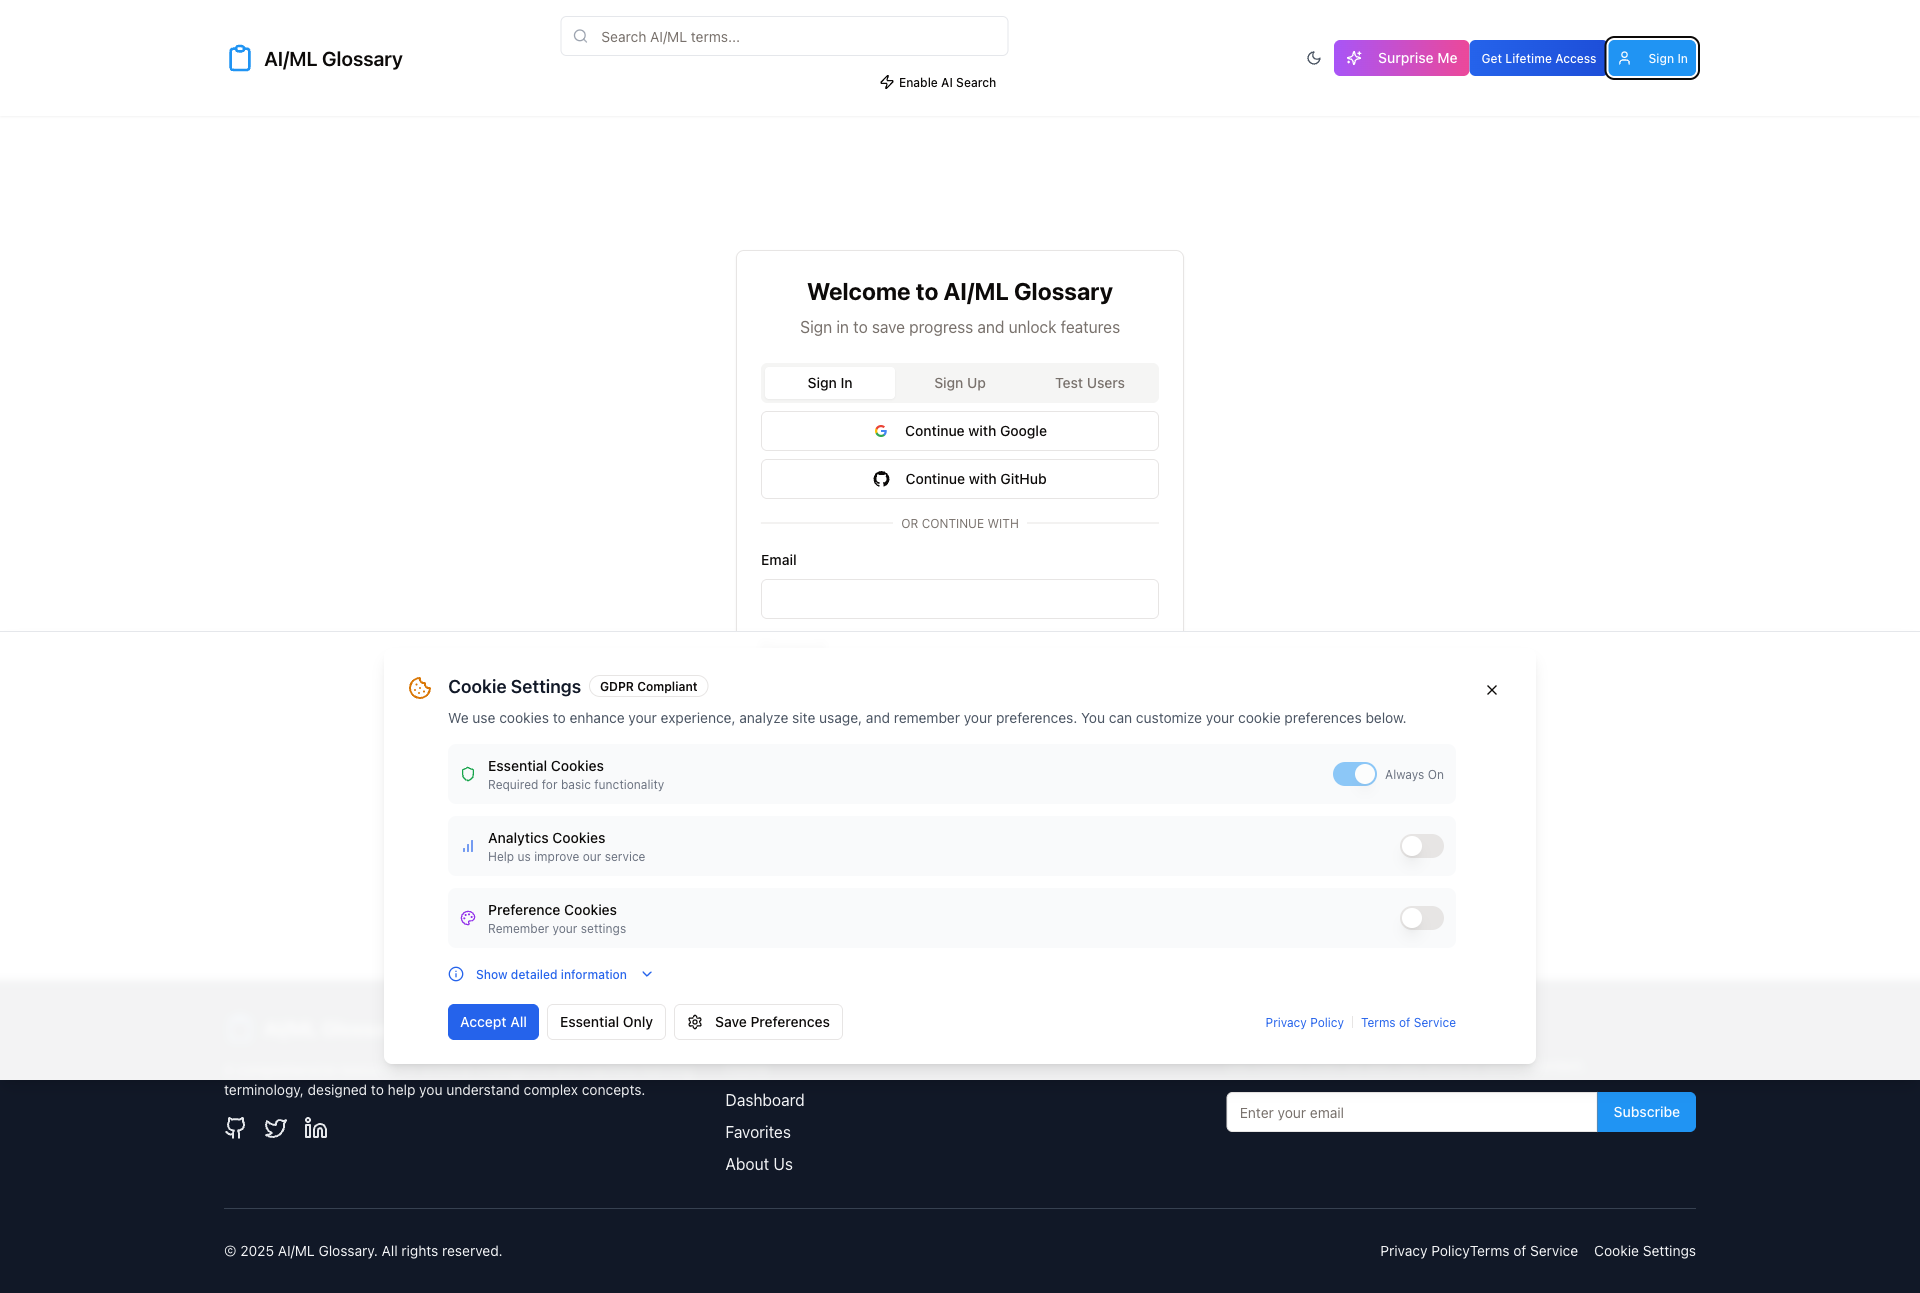 AI/ML Glossary
Search AI/ML terms...
Enable AI Search
Surprise Me
Get Lifetime Access
Sign In
Welcome to AI/ML Glossary
Sign in to save progress and unlock features
Sign In
Sign Up
Test Users
Continue with Google
Continue with GitHub
OR CONTINUE WITH
Email
Cookie Settings
GDPR Compliant
We use cookies to enhance your experience, analyze site usage, and remember your preferences. You can customize your cookie preferences below.
Essential Cookies
Required for basic functionality
Always On
Analytics Cookies
Help us improve our service
Preference Cookies
Remember your settings
Show detailed information
Accept All
Essential Only
Save Preferences
Privacy Policy
Terms of Service
terminology, designed to help you understand complex concepts.
Dashboard
Favorites
About Us
Enter your email
Subscribe
© 2025 AI/ML Glossary. All rights reserved.
Privacy Policy
Terms of Service
Cookie Settings